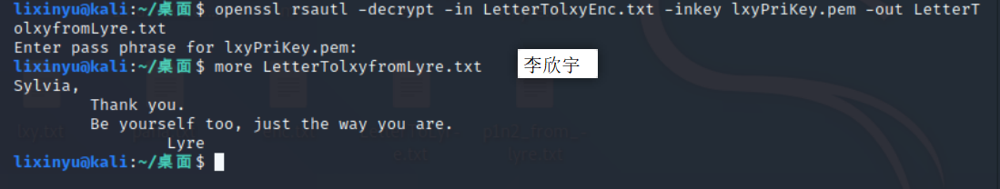 lixinyu@kali:~/桌面$ openssl rsautl -decrypt -in LetterTolxyEnc.txt -inkey lxyPriKey.pem -out LetterT
olxyfromLyre.txt
Enter pass phrase for lxyPriKey.pem:
lixinyu@kali:~/桌面$ more LetterTolxyfromLyre.txt
李欣宇
Sylvia,
Thank you.
Be yourself too, just the way you are.
Lyre
lixinyu@kali:~/桌面$